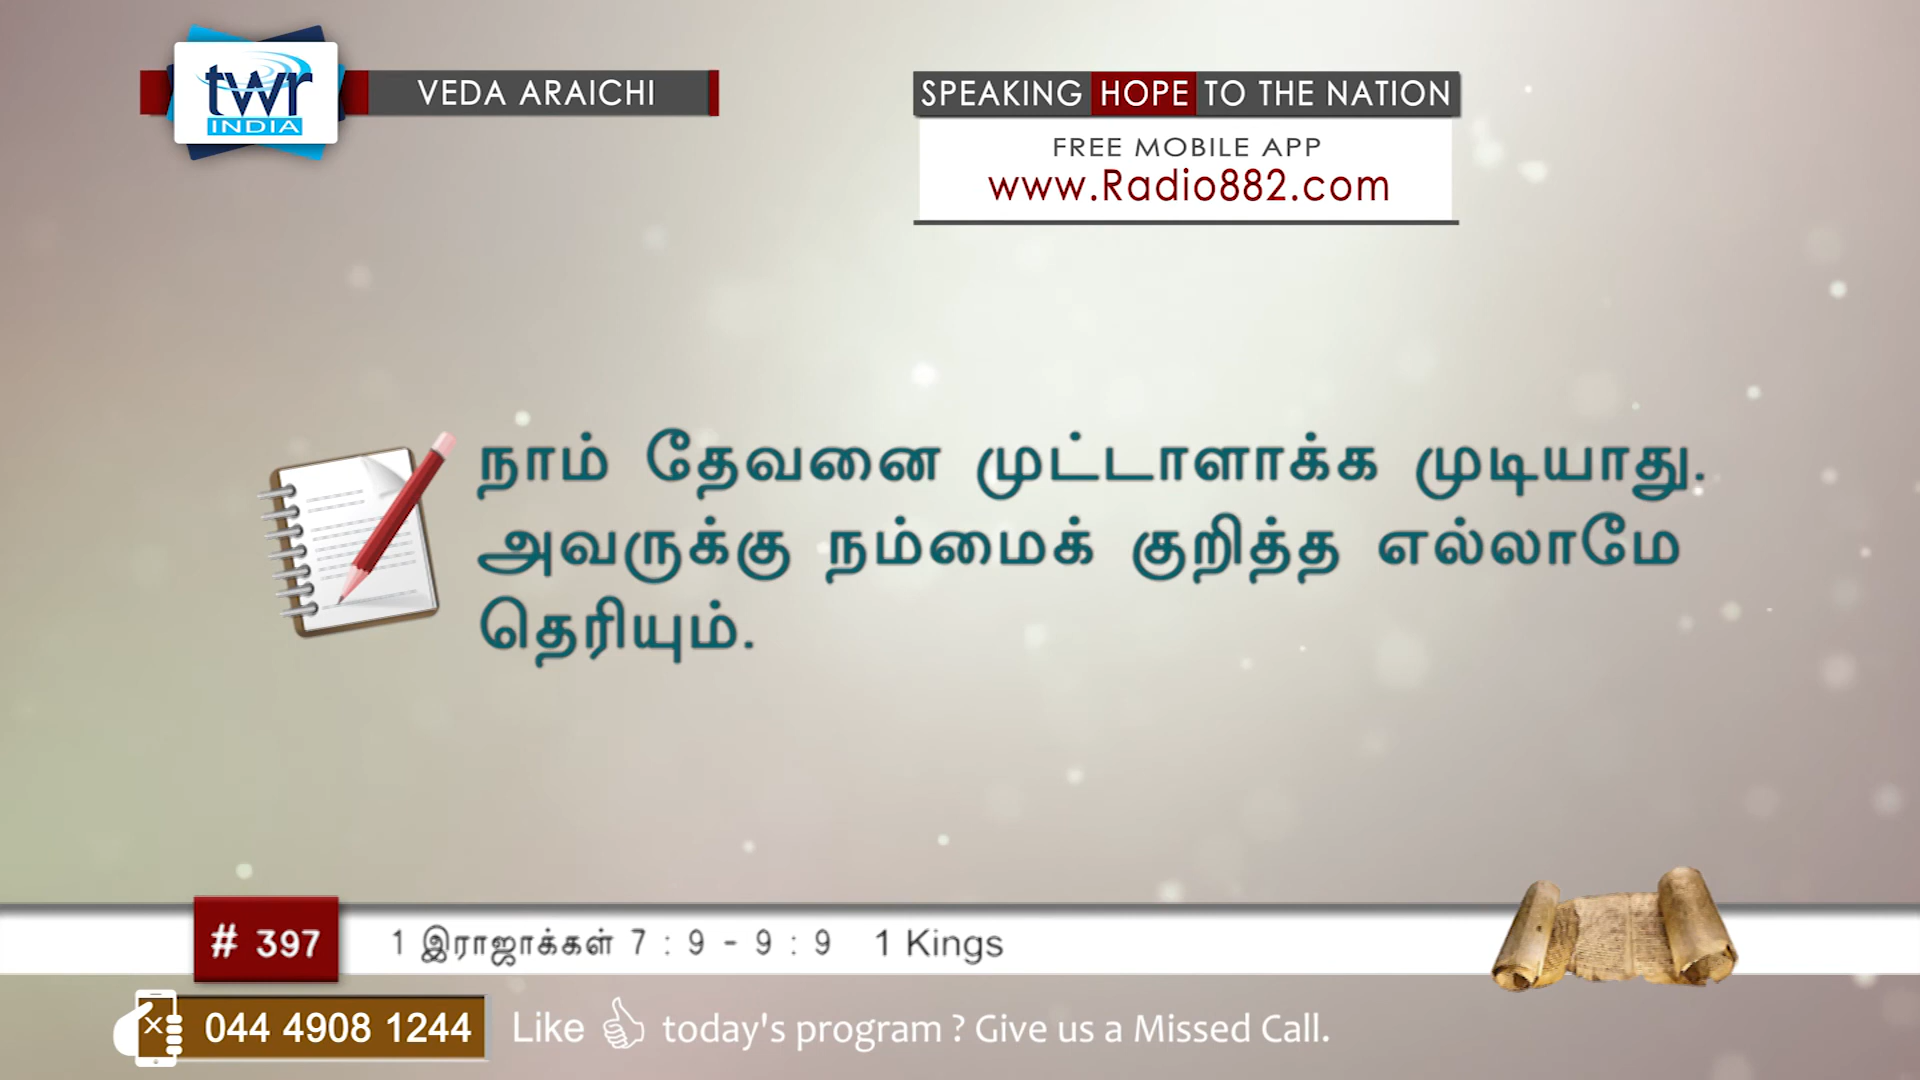 twr
INDIA
VEDA ARAICHI
SPEAKING HOPE TO THE NATION
FREE MOBILE APP
www.Radio882.com
நாம் தேவனை முட்டாளாக்க முடியாது.
அவருக்கு நம்மைக் குறித்த எல்லாமே
தெரியும்.
# 397
1 இராஜாக்கள் 7 : 9 - 9 : 9 1 Kings
044 4908 1244
Like today's program ? Give us a Missed Call.